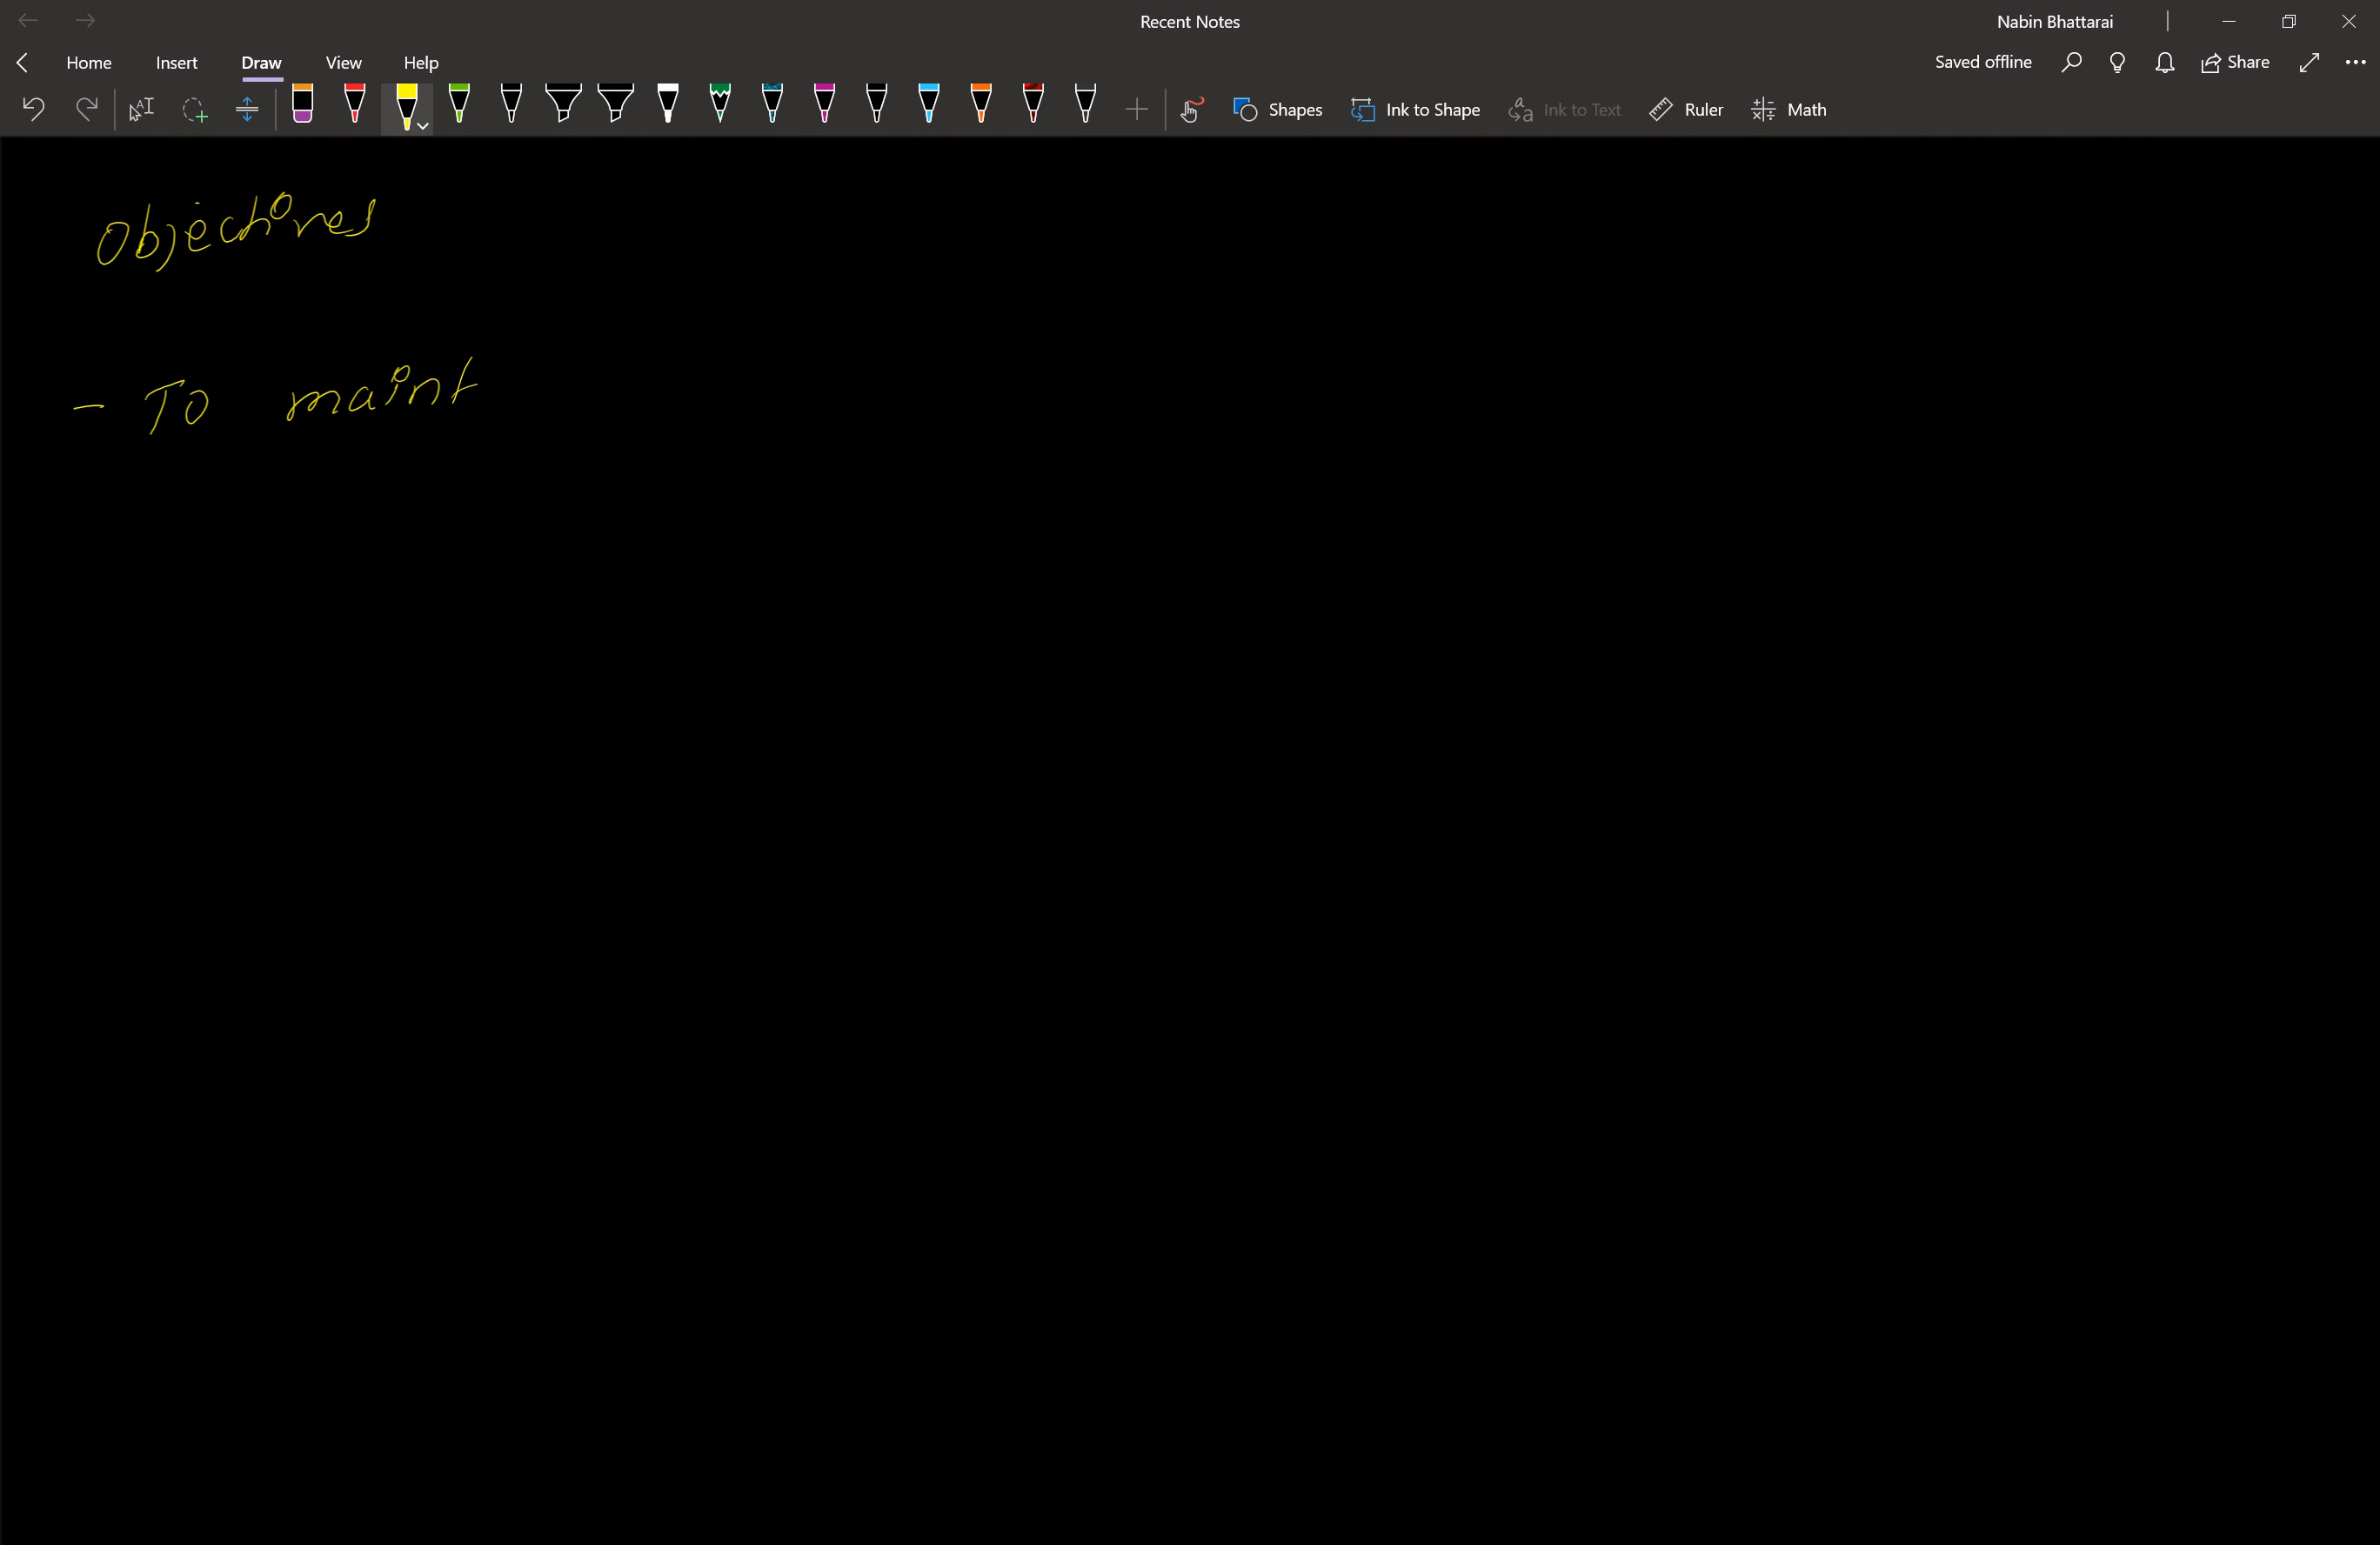 Recent Notes
Nabin Bhattarai
Home Insert Draw View Help
Saved offline
Share
Shapes Ink to Shape Ink to Text Ruler Math
Objectives
- To maint